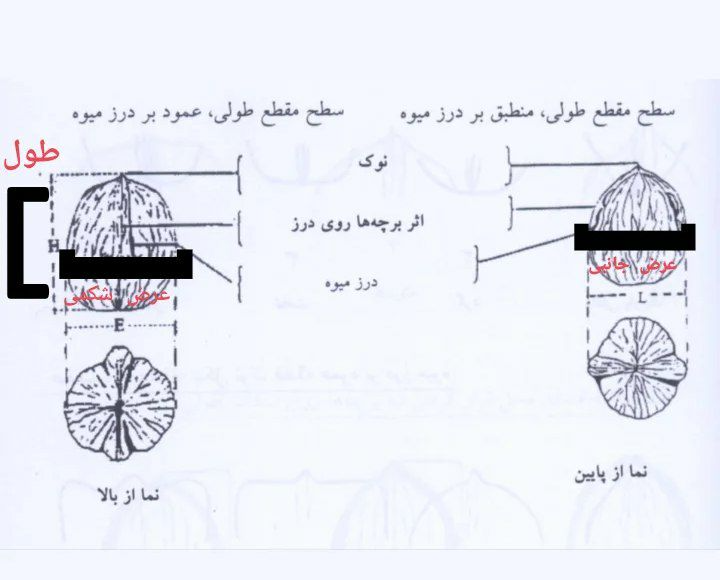 سطح مقطع طولی، منطبق بر درز میوه
سطح مقطع طولی، عمود بر درز میوه
طول
نوک
اثر برچه‌ها روی درز
درز میوه
H
عرض جانبی
عرض شکمی
L
E
نما از پایین
نما از بالا